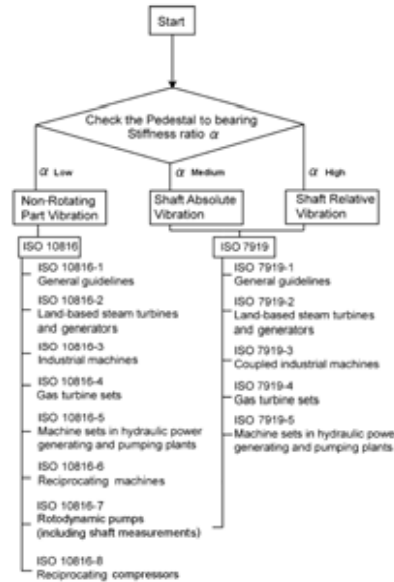 Start
Check the Pedestal to bearing
Stiffness ratio α
α Low
α Medium
α High
Non-Rotating
Part Vibration
Shaft Absolute
Vibration
Shaft Relative
Vibration
ISO 10816
ISO 10816-1
General guidelines
ISO 10816-2
Land-based steam turbines
and generators
ISO 10816-3
Industrial machines
ISO 10816-4
Gas turbine sets
ISO 10816-5
Machine sets in hydraulic power
generating and pumping plants
ISO 10816-6
Reciprocating machines
ISO 10816-7
Rotodynamic pumps
(including shaft measurements)
ISO 10816-8
Reciprocating compressors
ISO 7919
ISO 7919-1
General guidelines
ISO 7919-2
Land-based steam turbines
and generators
ISO 7919-3
Coupled industrial machines
ISO 7919-4
Gas turbine sets
ISO 7919-5
Machine sets in hydraulic power
generating and pumping plants